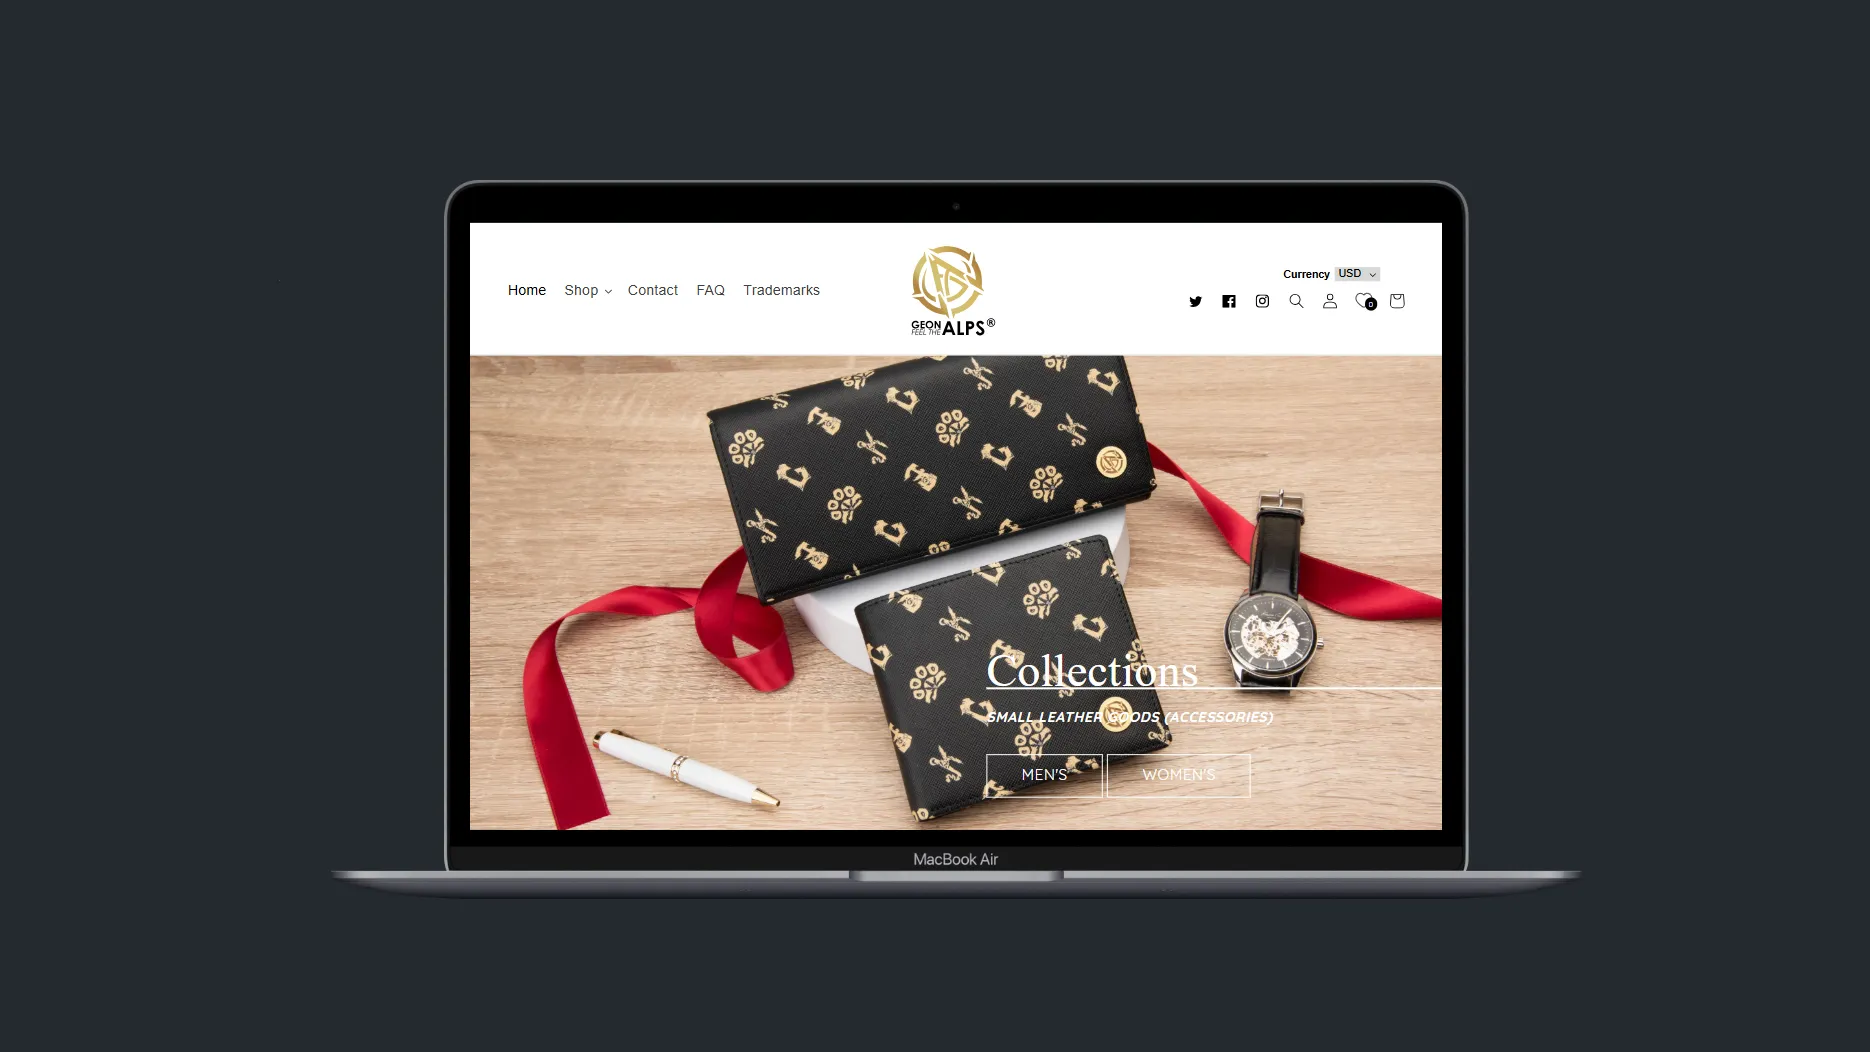 Currency USD
Home Shop Contact FAQ Trademarks
0
GEON
FEEL THE ALPS®
Collections
SMALL LEATHER GOODS (ACCESSORIES)
MEN'S WOMEN'S
MacBook Air